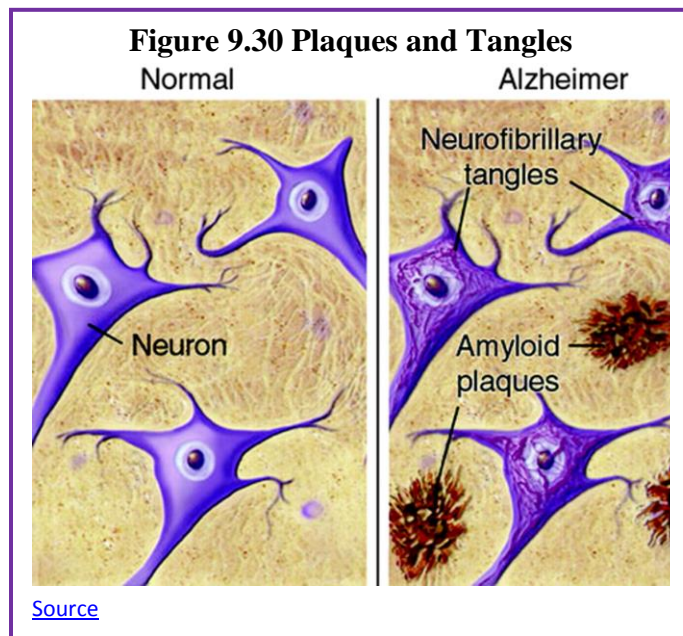 Figure 9.30 Plaques and Tangles
Normal
Alzheimer
Neurofibrillary
tangles
Neuron
Amyloid
plaques
Source